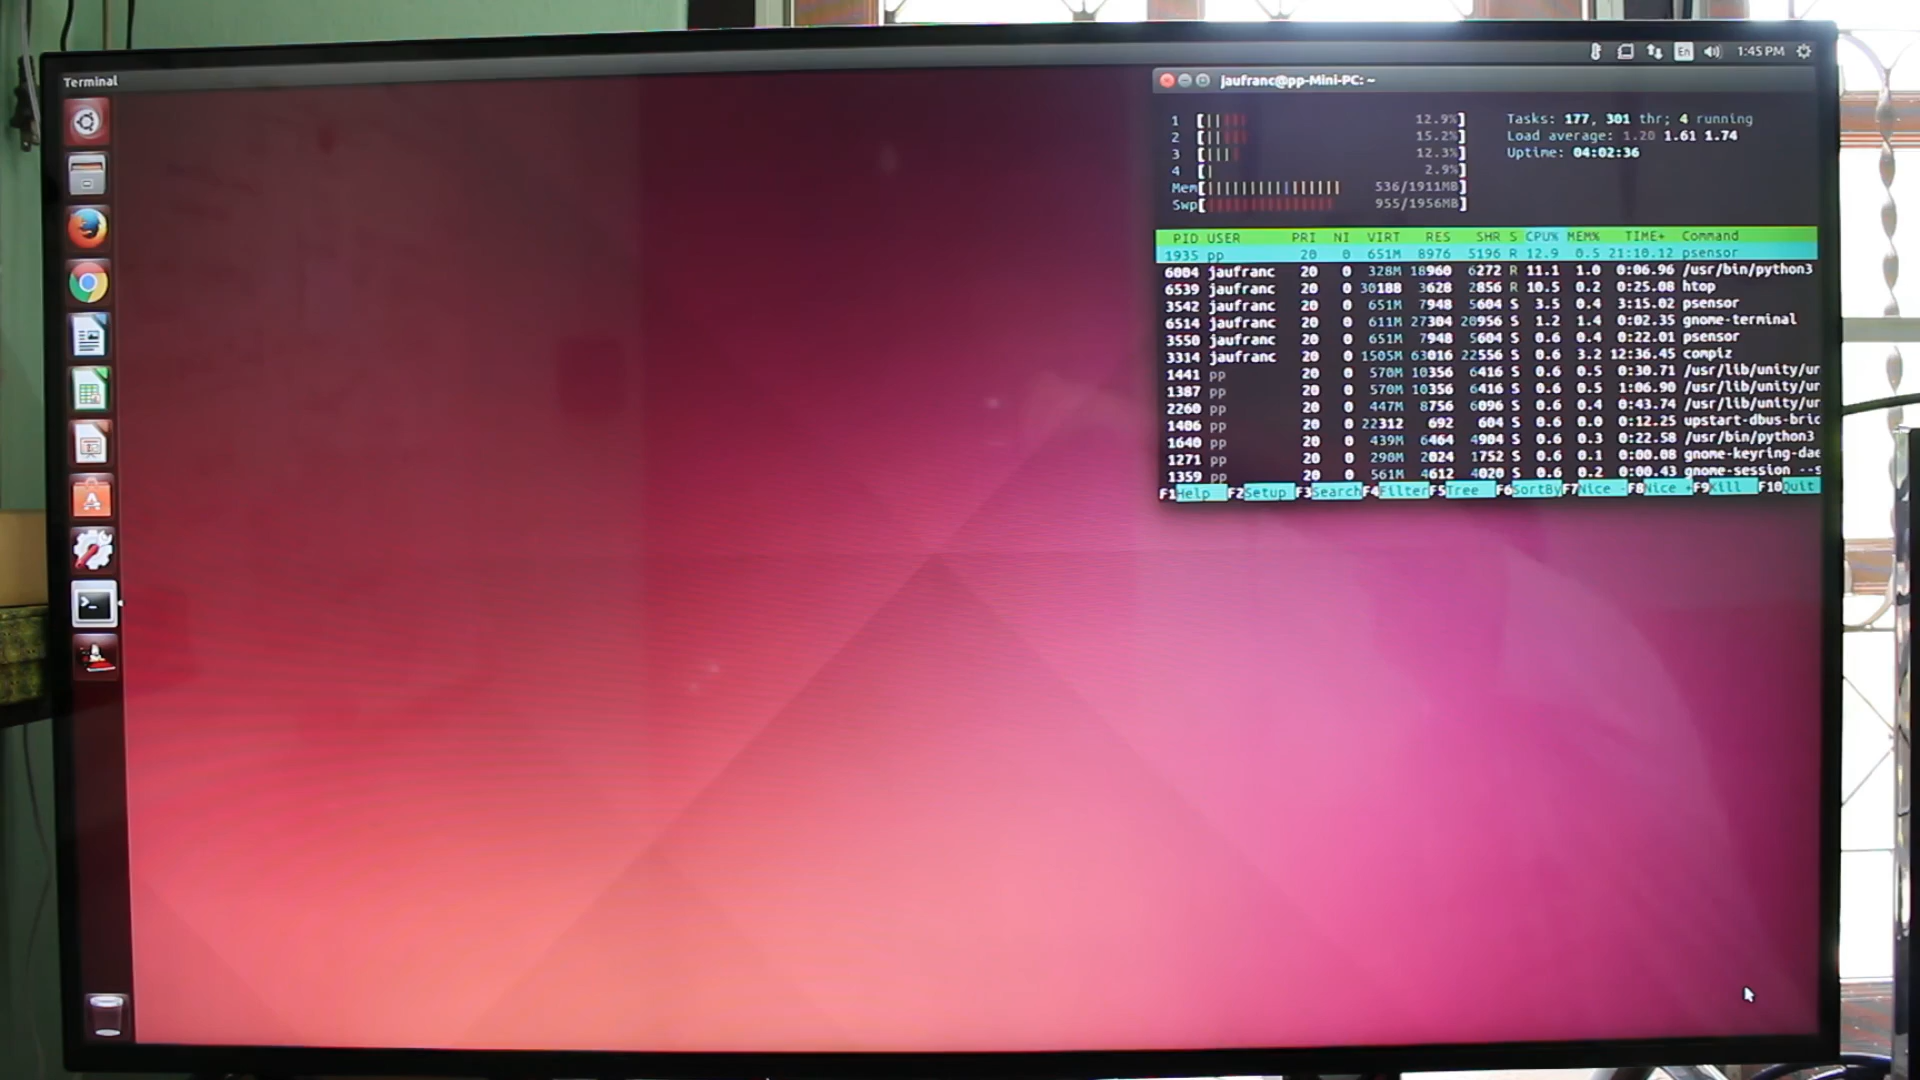 Terminal
En 1:45 PM
jaufranc@pp-Mini-PC: ~
1 [|| 12.9%] Tasks: 177, 301 thr; 4 running
2 [|| 15.2%] Load average: 1.20 1.61 1.74
3 [||| 12.3%] Uptime: 04:02:36
4 [| 2.9%]
Mem[ 536/1911MB]
Swp[ 955/1956MB]
PID USER PRI NI VIRT RES SHR S CPU% MEM% TIME+ Command
1935 pp 20 0 651M 8976 5196 R 12.9 0.5 21:10.12 psensor
6004 jaufranc 20 0 328M 18960 6272 R 11.1 1.0 0:06.96 /usr/bin/python3
6539 jaufranc 20 0 30188 3628 2856 R 10.5 0.2 0:25.08 htop
3542 jaufranc 20 0 651M 7948 5604 S 3.5 0.4 3:15.02 psensor
6514 jaufranc 20 0 611M 27304 20956 S 1.2 1.4 0:02.35 gnome-terminal
3550 jaufranc 20 0 651M 7948 5604 S 0.6 0.4 0:22.01 psensor
3314 jaufranc 20 0 1505M 63016 22556 S 0.6 3.2 12:36.45 compiz
1441 pp 20 0 570M 10356 6416 S 0.6 0.5 0:30.71 /usr/lib/unity/un
1387 pp 20 0 570M 10356 6416 S 0.6 0.5 1:06.90 /usr/lib/unity/un
2260 pp 20 0 447M 8756 6096 S 0.6 0.4 0:43.74 /usr/lib/unity/un
1406 pp 20 0 22312 692 604 S 0.6 0.0 0:12.25 upstart-dbus-bric
1640 pp 20 0 439M 6464 4904 S 0.6 0.3 0:22.58 /usr/bin/python3
1271 pp 20 0 290M 2024 1752 S 0.6 0.1 0:00.08 gnome-keyring-dae
1359 pp 20 0 561M 4612 4020 S 0.6 0.2 0:00.43 gnome-session --s
F1Help F2Setup F3SearchF4FilterF5Tree F6SortByF7Nice -F8Nice +F9Kill F10Quit